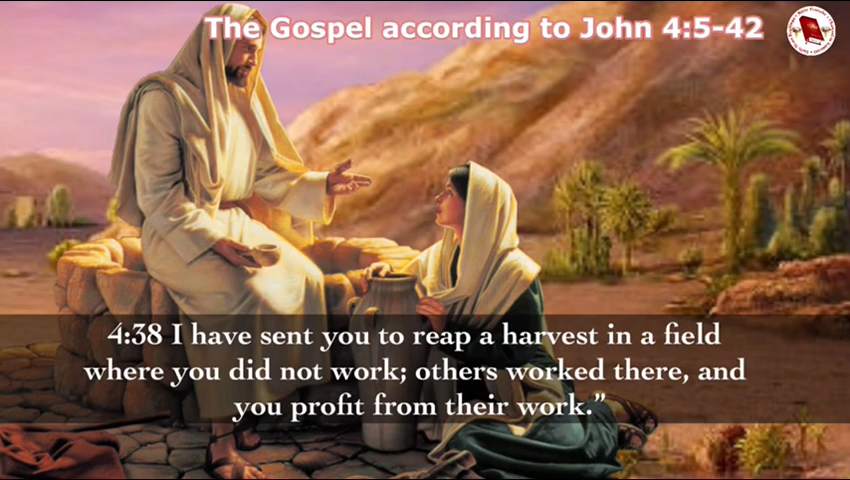 The Gospel according to John 4:5-42
4:38 I have sent you to reap a harvest in a field
where you did not work; others worked there, and
you profit from their work.”